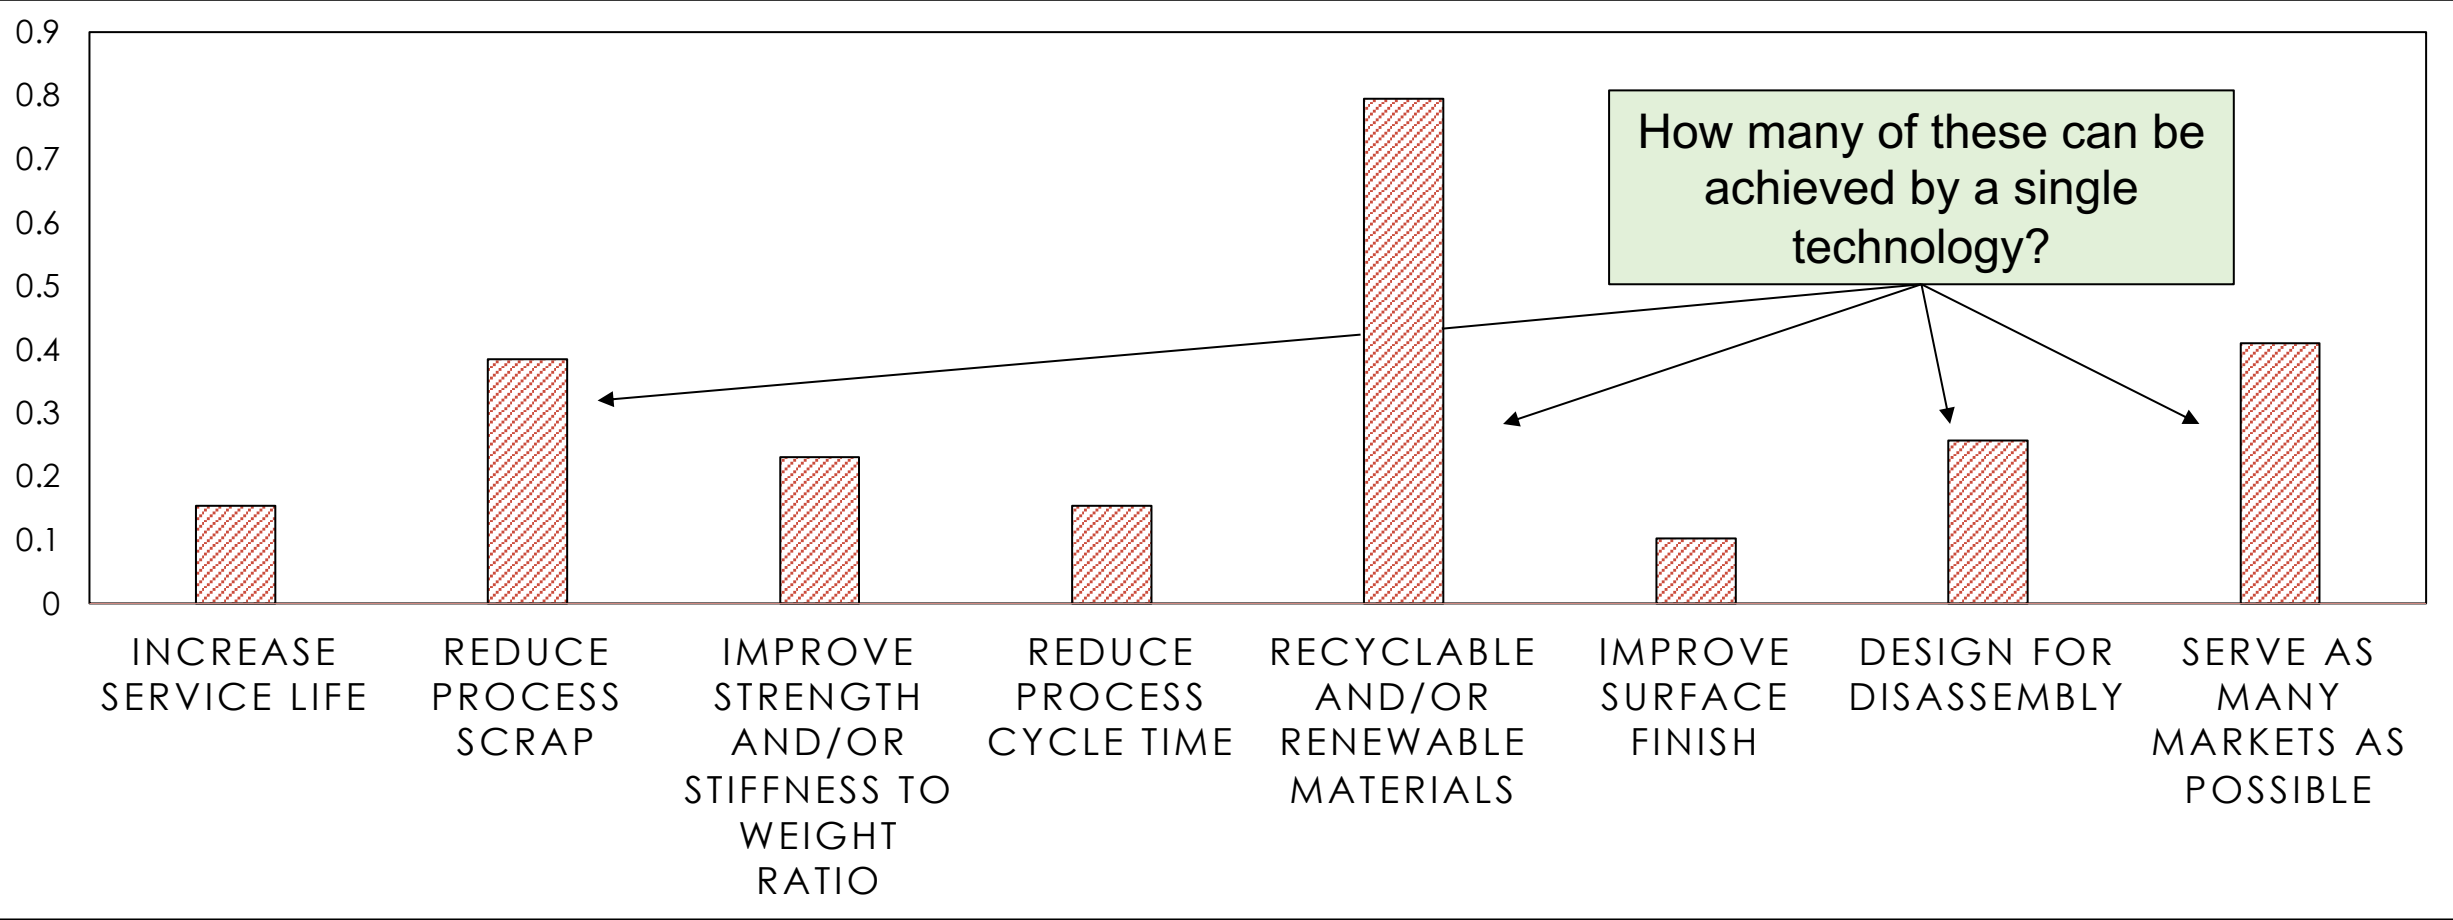 0.9
0.8
0.7
0.6
0.5
0.4
0.3
0.2
0.1
0
How many of these can be
achieved by a single
technology?
INCREASE
SERVICE LIFE
REDUCE
PROCESS
SCRAP
IMPROVE
STRENGTH
AND/OR
STIFFNESS TO
WEIGHT
RATIO
REDUCE
PROCESS
CYCLE TIME
RECYCLABLE
AND/OR
RENEWABLE
MATERIALS
IMPROVE
SURFACE
FINISH
DESIGN FOR
DISASSEMBLY
SERVE AS
MANY
MARKETS AS
POSSIBLE